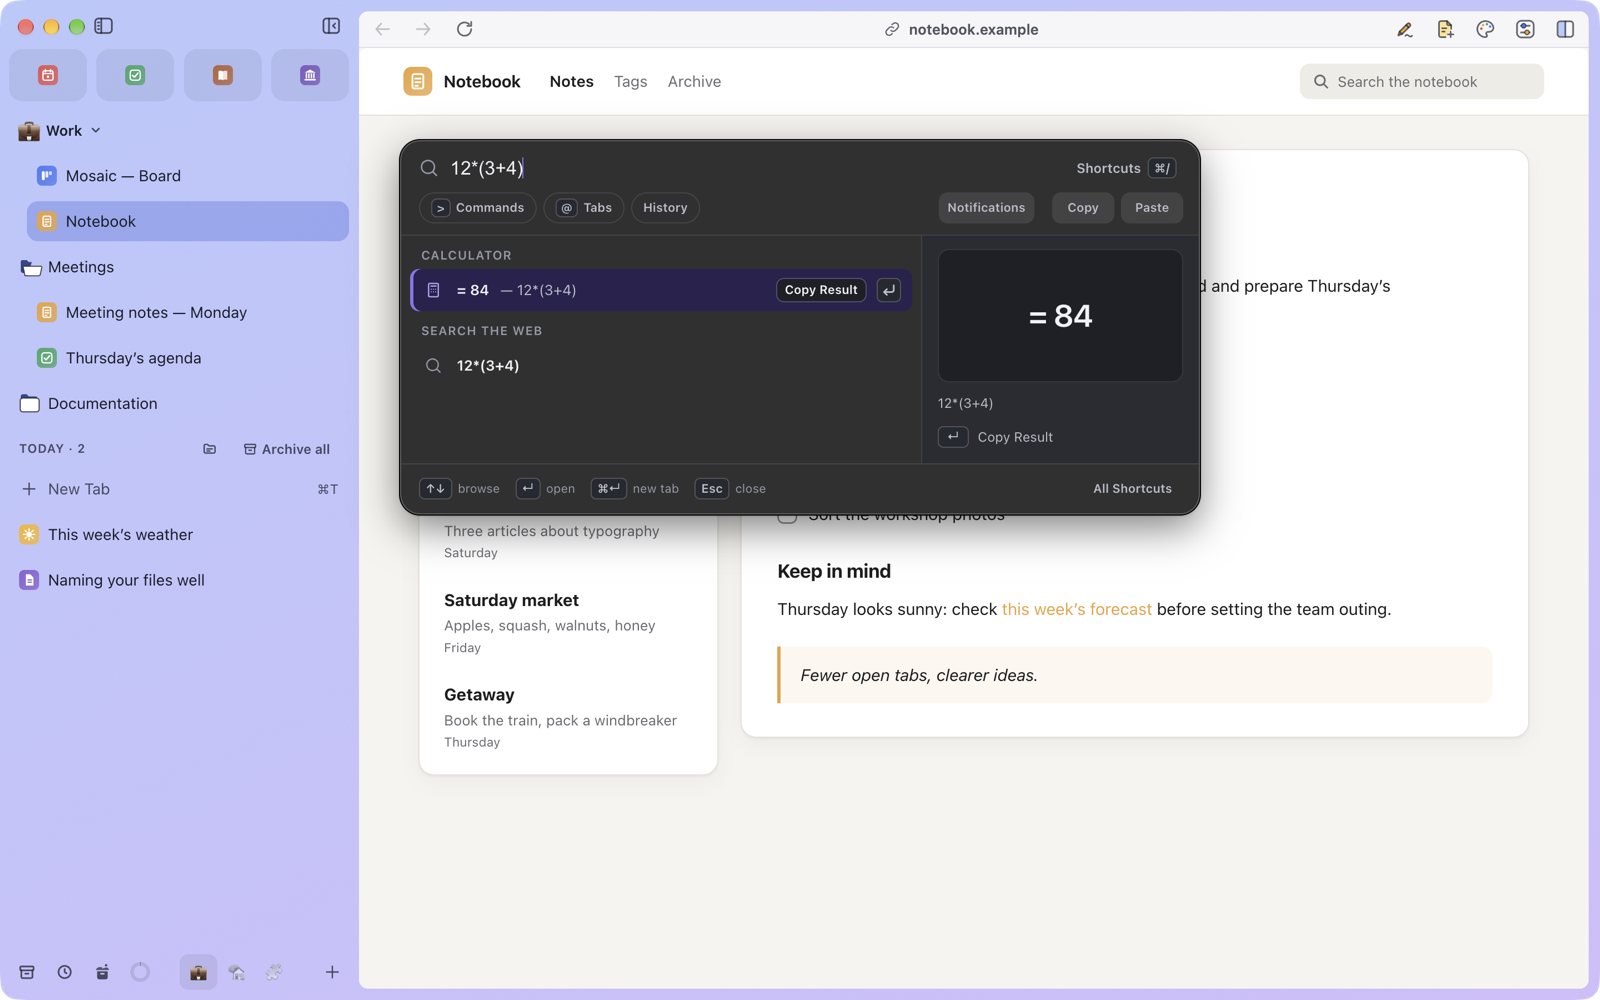 notebook.example
Work
Mosaic — Board
Notebook
Meetings
Meeting notes — Monday
Thursday’s agenda
Documentation
TODAY · 2
Archive all
New Tab ⌘T
This week’s weather
Naming your files well
Notebook Notes Tags Archive
Search the notebook
12*(3+4)
Shortcuts ⌘/
> Commands @ Tabs History
Notifications Copy Paste
CALCULATOR
= 84 — 12*(3+4) Copy Result ↵
SEARCH THE WEB
12*(3+4)
= 84
12*(3+4)
↵ Copy Result
↑↓ browse ↵ open ⌘↵ new tab Esc close
All Shortcuts
d and prepare Thursday’s
Sort the workshop photos
Three articles about typography
Saturday
Saturday market
Apples, squash, walnuts, honey
Friday
Getaway
Book the train, pack a windbreaker
Thursday
Keep in mind
Thursday looks sunny: check this week’s forecast before setting the team outing.
Fewer open tabs, clearer ideas.